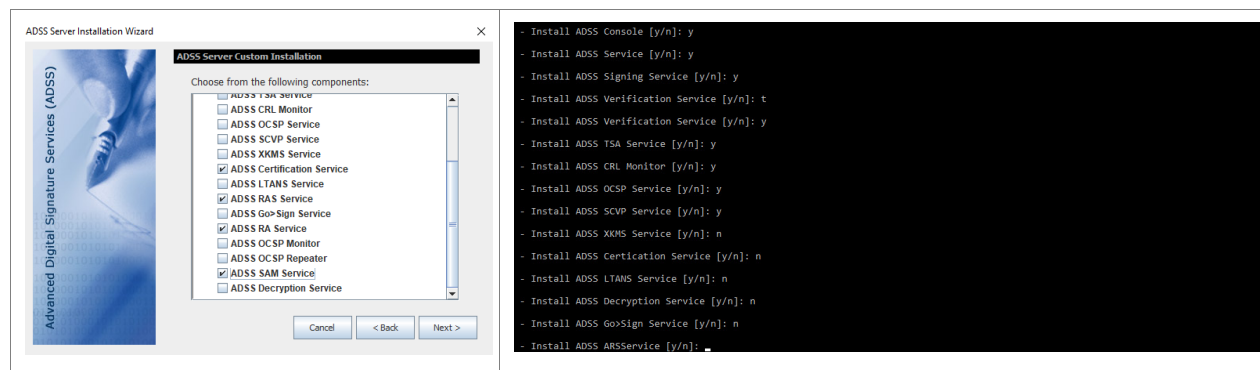 ADSS Server Installation Wizard
Advanced Digital Signature Services (ADSS)
ADSS Server Custom Installation
Choose from the following components:
ADSS TSA Service
ADSS CRL Monitor
ADSS OCSP Service
ADSS SCVP Service
ADSS XKMS Service
ADSS Certification Service
ADSS LTANS Service
ADSS RAS Service
ADSS Go>Sign Service
ADSS RA Service
ADSS OCSP Monitor
ADSS OCSP Repeater
ADSS SAM Service
ADSS Decryption Service
Cancel
< Back
Next >
- Install ADSS Console [y/n]: y
- Install ADSS Service [y/n]: y
- Install ADSS Signing Service [y/n]: y
- Install ADSS Verification Service [y/n]: t
- Install ADSS Verification Service [y/n]: y
- Install ADSS TSA Service [y/n]: y
- Install ADSS CRL Monitor [y/n]: y
- Install ADSS OCSP Service [y/n]: y
- Install ADSS SCVP Service [y/n]: y
- Install ADSS XKMS Service [y/n]: n
- Install ADSS Certication Service [y/n]: n
- Install ADSS LTANS Service [y/n]: n
- Install ADSS Decryption Service [y/n]: n
- Install ADSS Go>Sign Service [y/n]: n
- Install ADSS ARSService [y/n]: